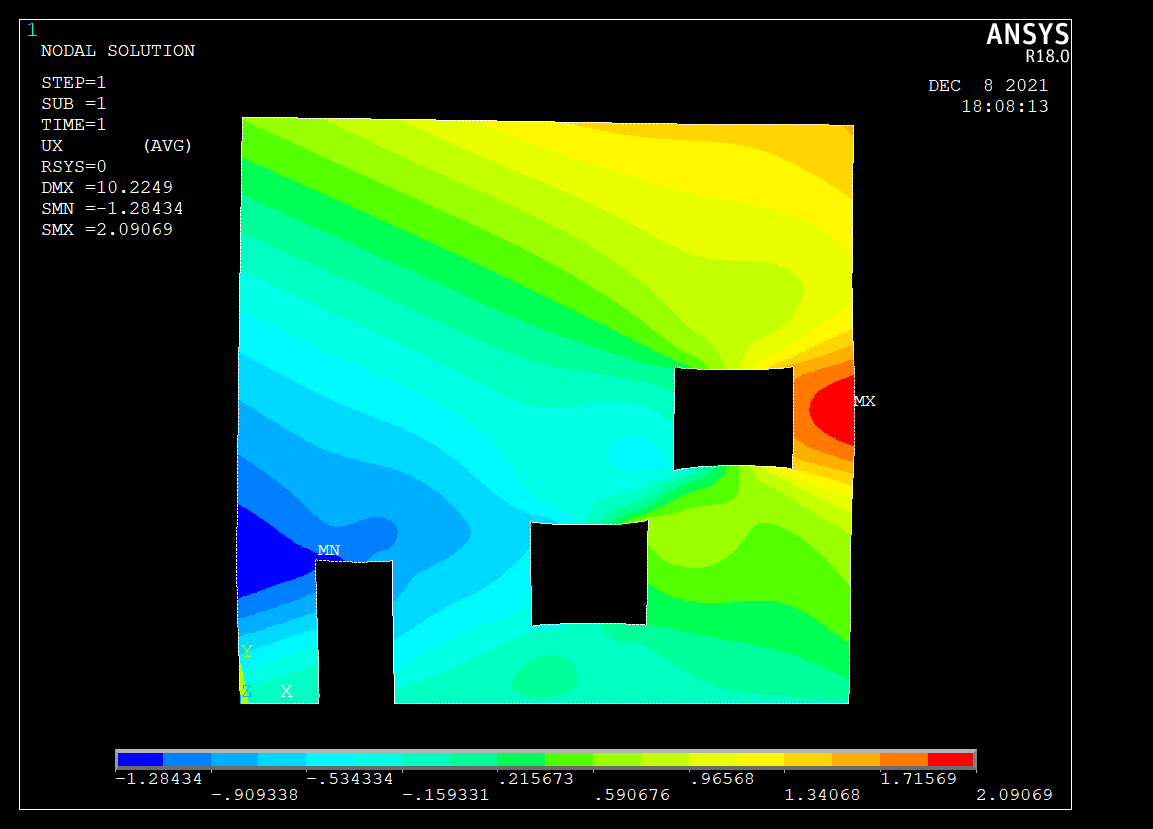 1
ANSYS
R18.0
NODAL SOLUTION
DEC 8 2021
18:08:13
STEP=1
SUB =1
TIME=1
UX (AVG)
RSYS=0
DMX =10.2249
SMN =-1.28434
SMX =2.09069
MX
MN
Y
Z X
-1.28434 -.534334 .215673 .96568 1.71569
-.909338 -.159331 .590676 1.34068 2.09069